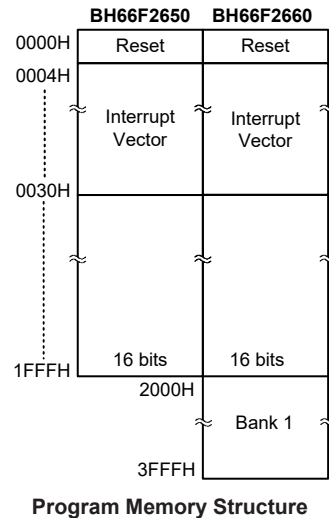 BH66F2650 BH66F2660
0000H Reset Reset
0004H
Interrupt Vector Interrupt Vector
0030H
1FFFH 16 bits 16 bits
2000H
Bank 1
3FFFH
Program Memory Structure